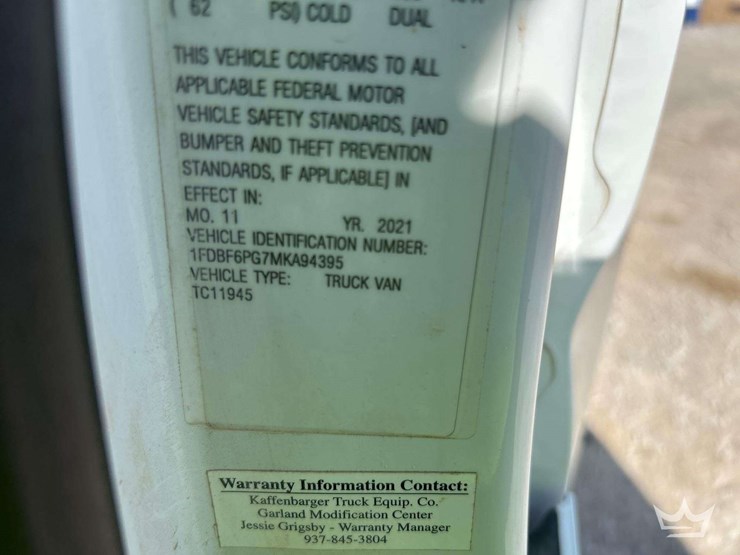 ( 62 PSI) COLD DUAL
THIS VEHICLE CONFORMS TO ALL
APPLICABLE FEDERAL MOTOR
VEHICLE SAFETY STANDARDS, [AND
BUMPER AND THEFT PREVENTION
STANDARDS, IF APPLICABLE] IN
EFFECT IN:
MO. 11 YR. 2021
VEHICLE IDENTIFICATION NUMBER:
1FDBF6PG7MKA94395
VEHICLE TYPE: TRUCK VAN
TC11945
Warranty Information Contact:
Kaffenbarger Truck Equip. Co.
Garland Modification Center
Jessie Grigsby - Warranty Manager
937-845-3804